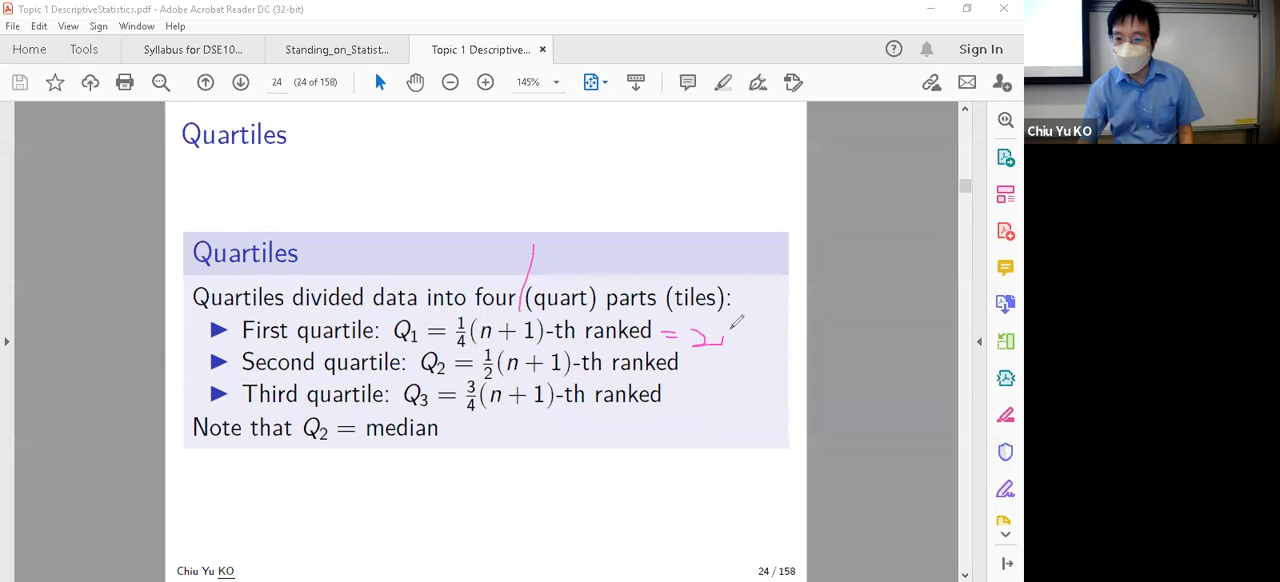 Topic 1 DescriptiveStatistics.pdf - Adobe Acrobat Reader DC (32-bit)
File Edit View Sign Window Help
Home Tools Syllabus for DSE10... Standing_on_Statist... Topic 1 Descriptive... × Sign In
24 (24 of 158) 145%
Quartiles
Quartiles
Quartiles divided data into four (quart) parts (tiles):
▶ First quartile: Q₁ = 1/4(n + 1)-th ranked = 2
▶ Second quartile: Q₂ = 1/2(n + 1)-th ranked
▶ Third quartile: Q₃ = 3/4(n + 1)-th ranked
Note that Q₂ = median
Chiu Yu KO 24 / 158
Chiu Yu KO